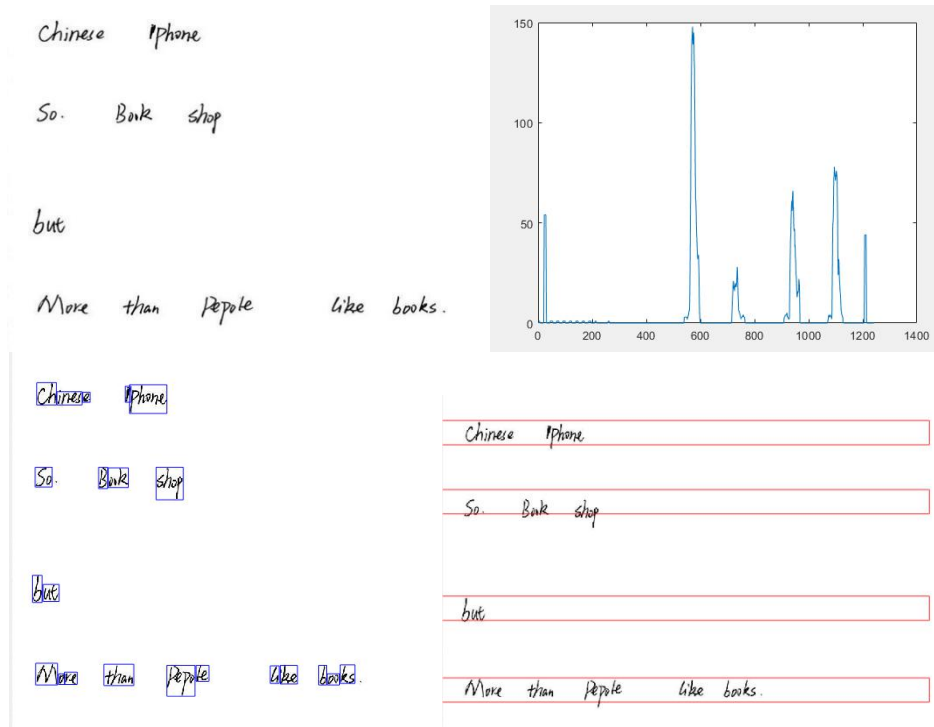 Chinese Iphone
So. Book shop
but
More than Pepole like books.
150
100
50
0
0 200 400 600 800 1000 1200 1400
Chinese Iphone
So. Book shop
but
More than Pepole like books.
Chinese Iphone
So. Book shop
but
More than Pepole like books.